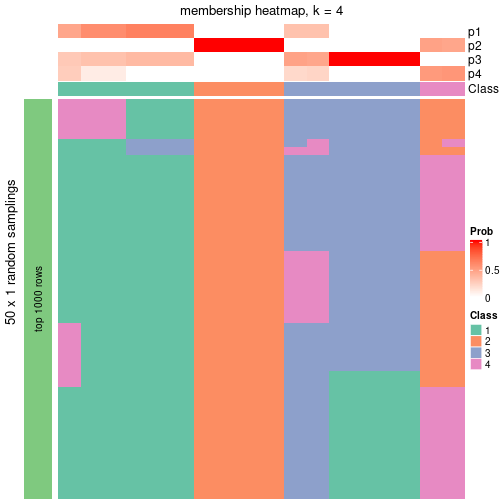 membership heatmap, k = 4
p1
p2
p3
p4
Class
50 x 1 random samplings
top 1000 rows
Prob
1
0.5
0
Class
1
2
3
4